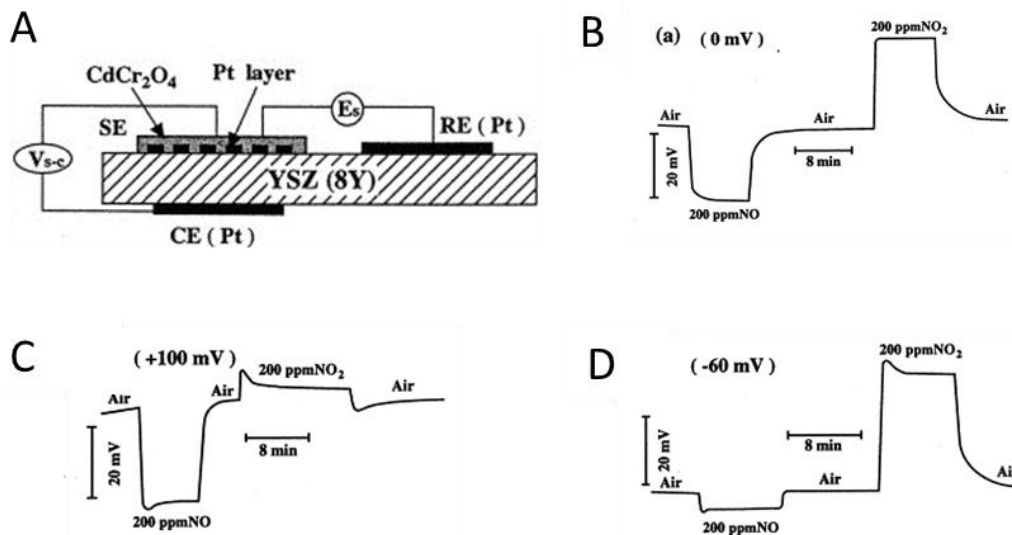 A
CdCr2O4
Pt layer
SE
Es
RE ( Pt )
Vs-c
YSZ (8Y)
CE ( Pt )
B
(a) ( 0 mV )
200 ppmNO2
Air
Air
Air
20 mV
8 min
200 ppmNO
C
( +100 mV )
200 ppmNO2
Air
Air
Air
20 mV
8 min
200 ppmNO
D
( -60 mV )
200 ppmNO2
20 mV
8 min
Air
Air
Air
200 ppmNO